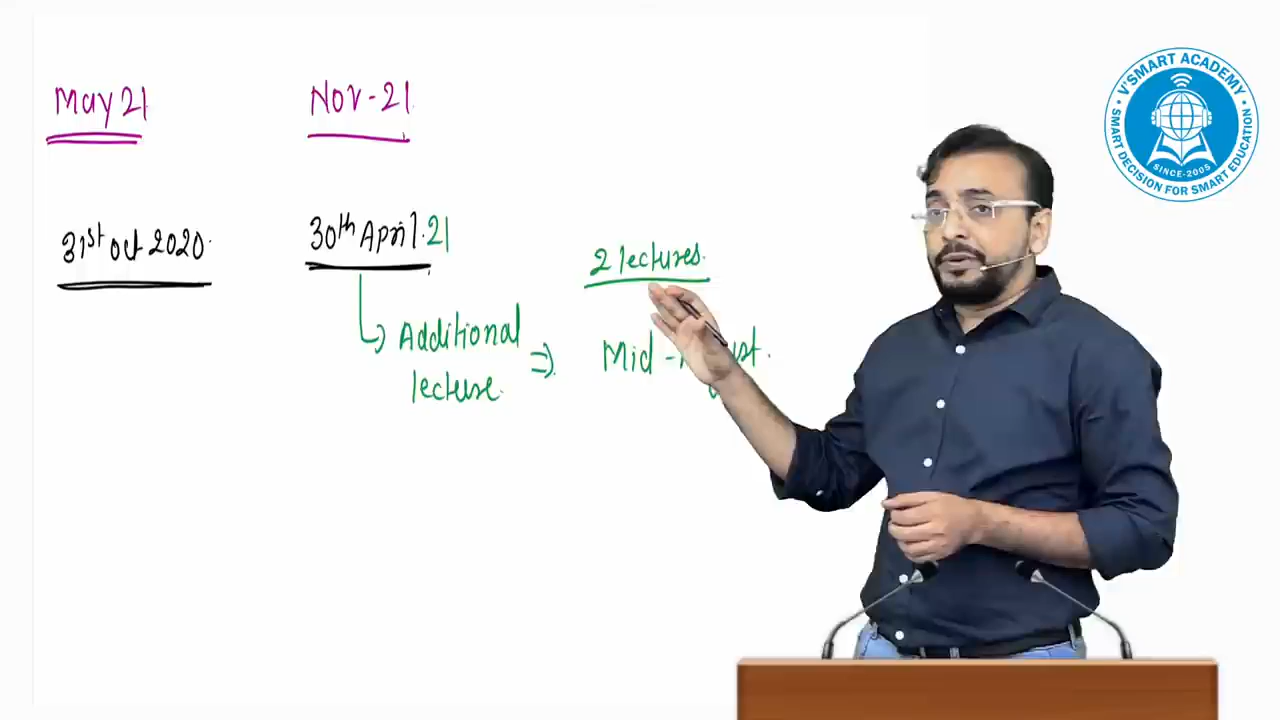 May 21
Nov-21
31st Oct 2020.
30th April. 21
2 lectures.
Additional
lecture.
⇒
Mid -
V'SMART ACADEMY
SINCE-2005
SMART DECISION FOR SMART EDUCATION